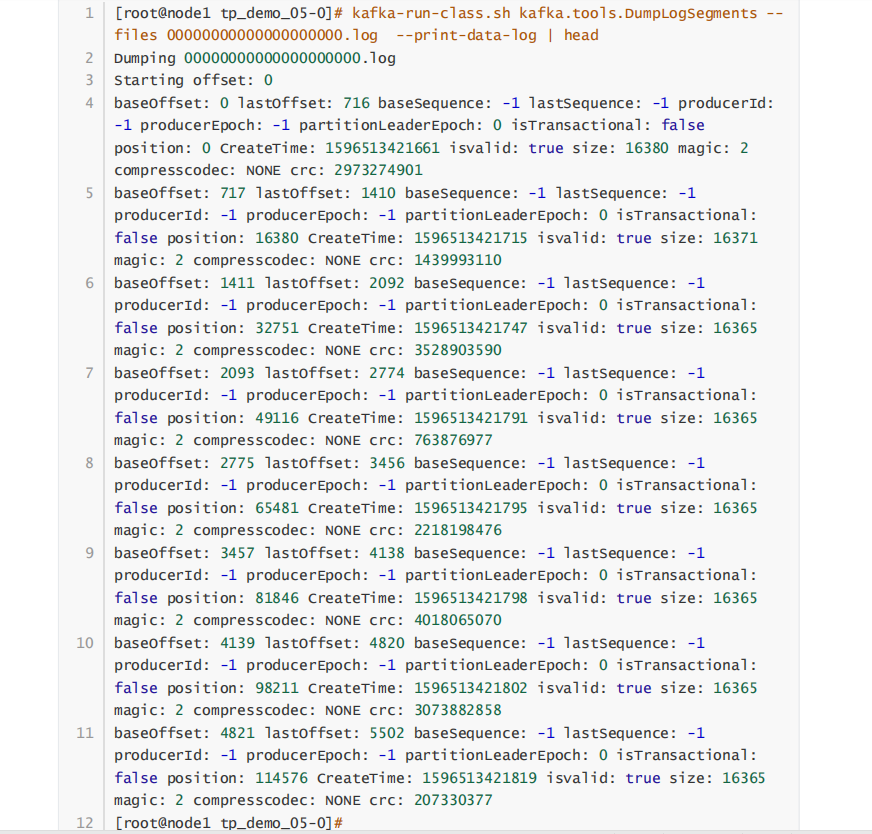 1 [root@node1 tp_demo_05-0]# kafka-run-class.sh kafka.tools.DumpLogSegments --
files 00000000000000000000.log --print-data-log | head
2 Dumping 00000000000000000000.log
3 Starting offset: 0
4 baseOffset: 0 lastOffset: 716 baseSequence: -1 lastSequence: -1 producerId:
-1 producerEpoch: -1 partitionLeaderEpoch: 0 isTransactional: false
position: 0 CreateTime: 1596513421661 isvalid: true size: 16380 magic: 2
compresscodec: NONE crc: 2973274901
5 baseOffset: 717 lastOffset: 1410 baseSequence: -1 lastSequence: -1
producerId: -1 producerEpoch: -1 partitionLeaderEpoch: 0 isTransactional:
false position: 16380 CreateTime: 1596513421715 isvalid: true size: 16371
magic: 2 compresscodec: NONE crc: 1439993110
6 baseOffset: 1411 lastOffset: 2092 baseSequence: -1 lastSequence: -1
producerId: -1 producerEpoch: -1 partitionLeaderEpoch: 0 isTransactional:
false position: 32751 CreateTime: 1596513421747 isvalid: true size: 16365
magic: 2 compresscodec: NONE crc: 3528903590
7 baseOffset: 2093 lastOffset: 2774 baseSequence: -1 lastSequence: -1
producerId: -1 producerEpoch: -1 partitionLeaderEpoch: 0 isTransactional:
false position: 49116 CreateTime: 1596513421791 isvalid: true size: 16365
magic: 2 compresscodec: NONE crc: 763876977
8 baseOffset: 2775 lastOffset: 3456 baseSequence: -1 lastSequence: -1
producerId: -1 producerEpoch: -1 partitionLeaderEpoch: 0 isTransactional:
false position: 65481 CreateTime: 1596513421795 isvalid: true size: 16365
magic: 2 compresscodec: NONE crc: 2218198476
9 baseOffset: 3457 lastOffset: 4138 baseSequence: -1 lastSequence: -1
producerId: -1 producerEpoch: -1 partitionLeaderEpoch: 0 isTransactional:
false position: 81846 CreateTime: 1596513421798 isvalid: true size: 16365
magic: 2 compresscodec: NONE crc: 4018065070
10 baseOffset: 4139 lastOffset: 4820 baseSequence: -1 lastSequence: -1
producerId: -1 producerEpoch: -1 partitionLeaderEpoch: 0 isTransactional:
false position: 98211 CreateTime: 1596513421802 isvalid: true size: 16365
magic: 2 compresscodec: NONE crc: 3073882858
11 baseOffset: 4821 lastOffset: 5502 baseSequence: -1 lastSequence: -1
producerId: -1 producerEpoch: -1 partitionLeaderEpoch: 0 isTransactional:
false position: 114576 CreateTime: 1596513421819 isvalid: true size: 16365
magic: 2 compresscodec: NONE crc: 207330377
12 [root@node1 tp_demo_05-0]#